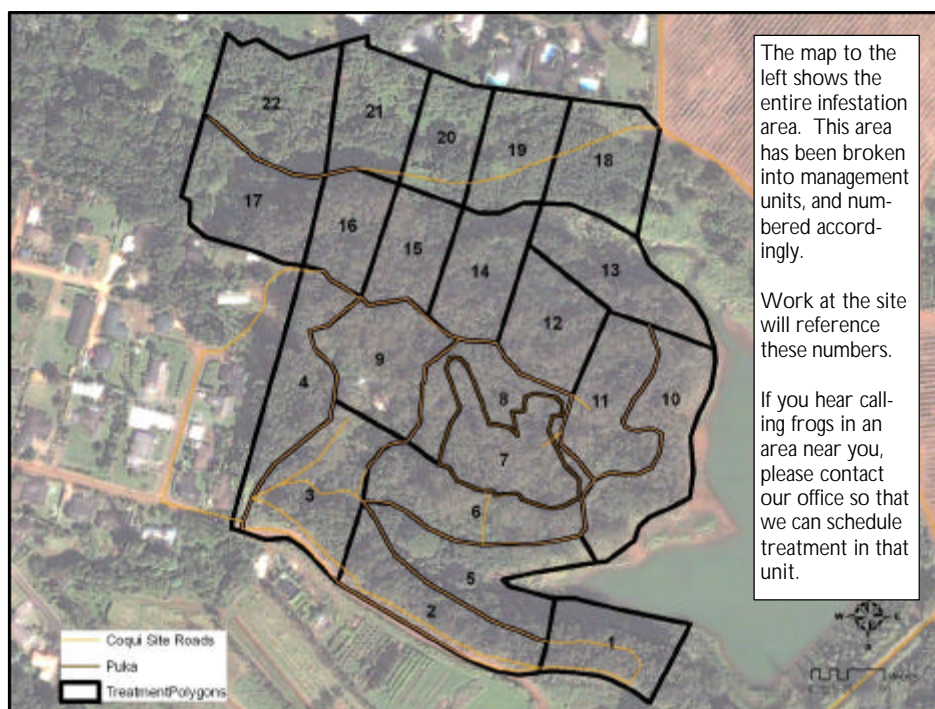 22
21
20
19
18
17
16
15
14
13
12
11
10
9
8
7
4
3
6
5
2
1
The map to the
left shows the
entire infestation
area. This area
has been broken
into management
units, and num-
bered accord-
ingly.
Work at the site
will reference
these numbers.
If you hear call-
ing frogs in an
area near you,
please contact
our office so that
we can schedule
treatment in that
unit.
Coqui Site Roads
Puka
TreatmentPolygons
W
E